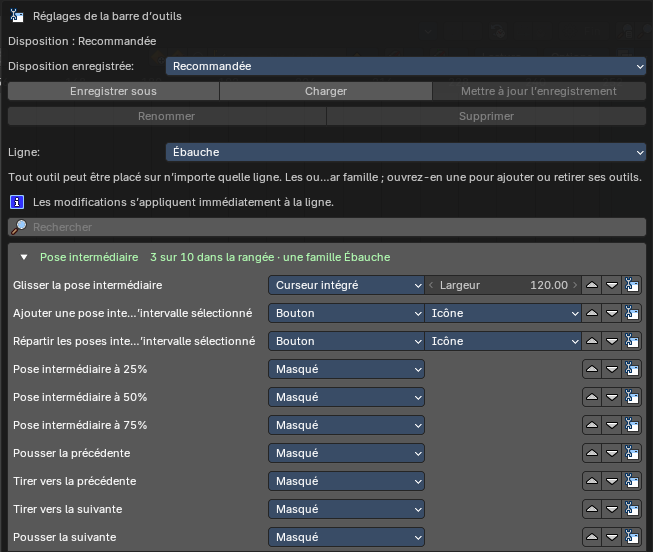 Réglages de la barre d'outils
Disposition : Recommandée
Disposition enregistrée: Recommandée
Enregistrer sous Charger Mettre à jour l'enregistrement
Renommer Supprimer
Ligne: Ébauche
Tout outil peut être placé sur n'importe quelle ligne. Les ou...ar famille ; ouvrez-en une pour ajouter ou retirer ses outils.
Les modifications s'appliquent immédiatement à la ligne.
Rechercher
Pose intermédiaire 3 sur 10 dans la rangée · une famille Ébauche
Glisser la pose intermédiaire Curseur intégré Largeur 120.00
Ajouter une pose inte...'intervalle sélectionné Bouton Icône
Répartir les poses inte...'intervalle sélectionné Bouton Icône
Pose intermédiaire à 25% Masqué
Pose intermédiaire à 50% Masqué
Pose intermédiaire à 75% Masqué
Pousser la précédente Masqué
Tirer vers la précédente Masqué
Tirer vers la suivante Masqué
Pousser la suivante Masqué